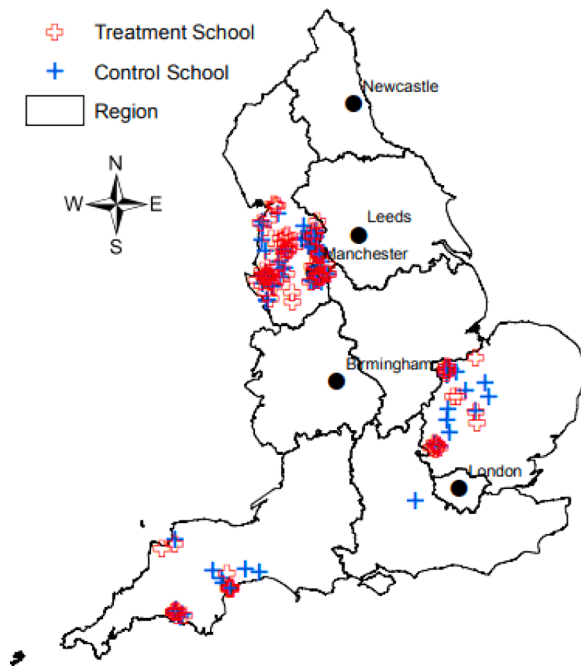 Treatment School
Control School
Region
N
W E
S
Newcastle
Leeds
Manchester
Birmingham
London